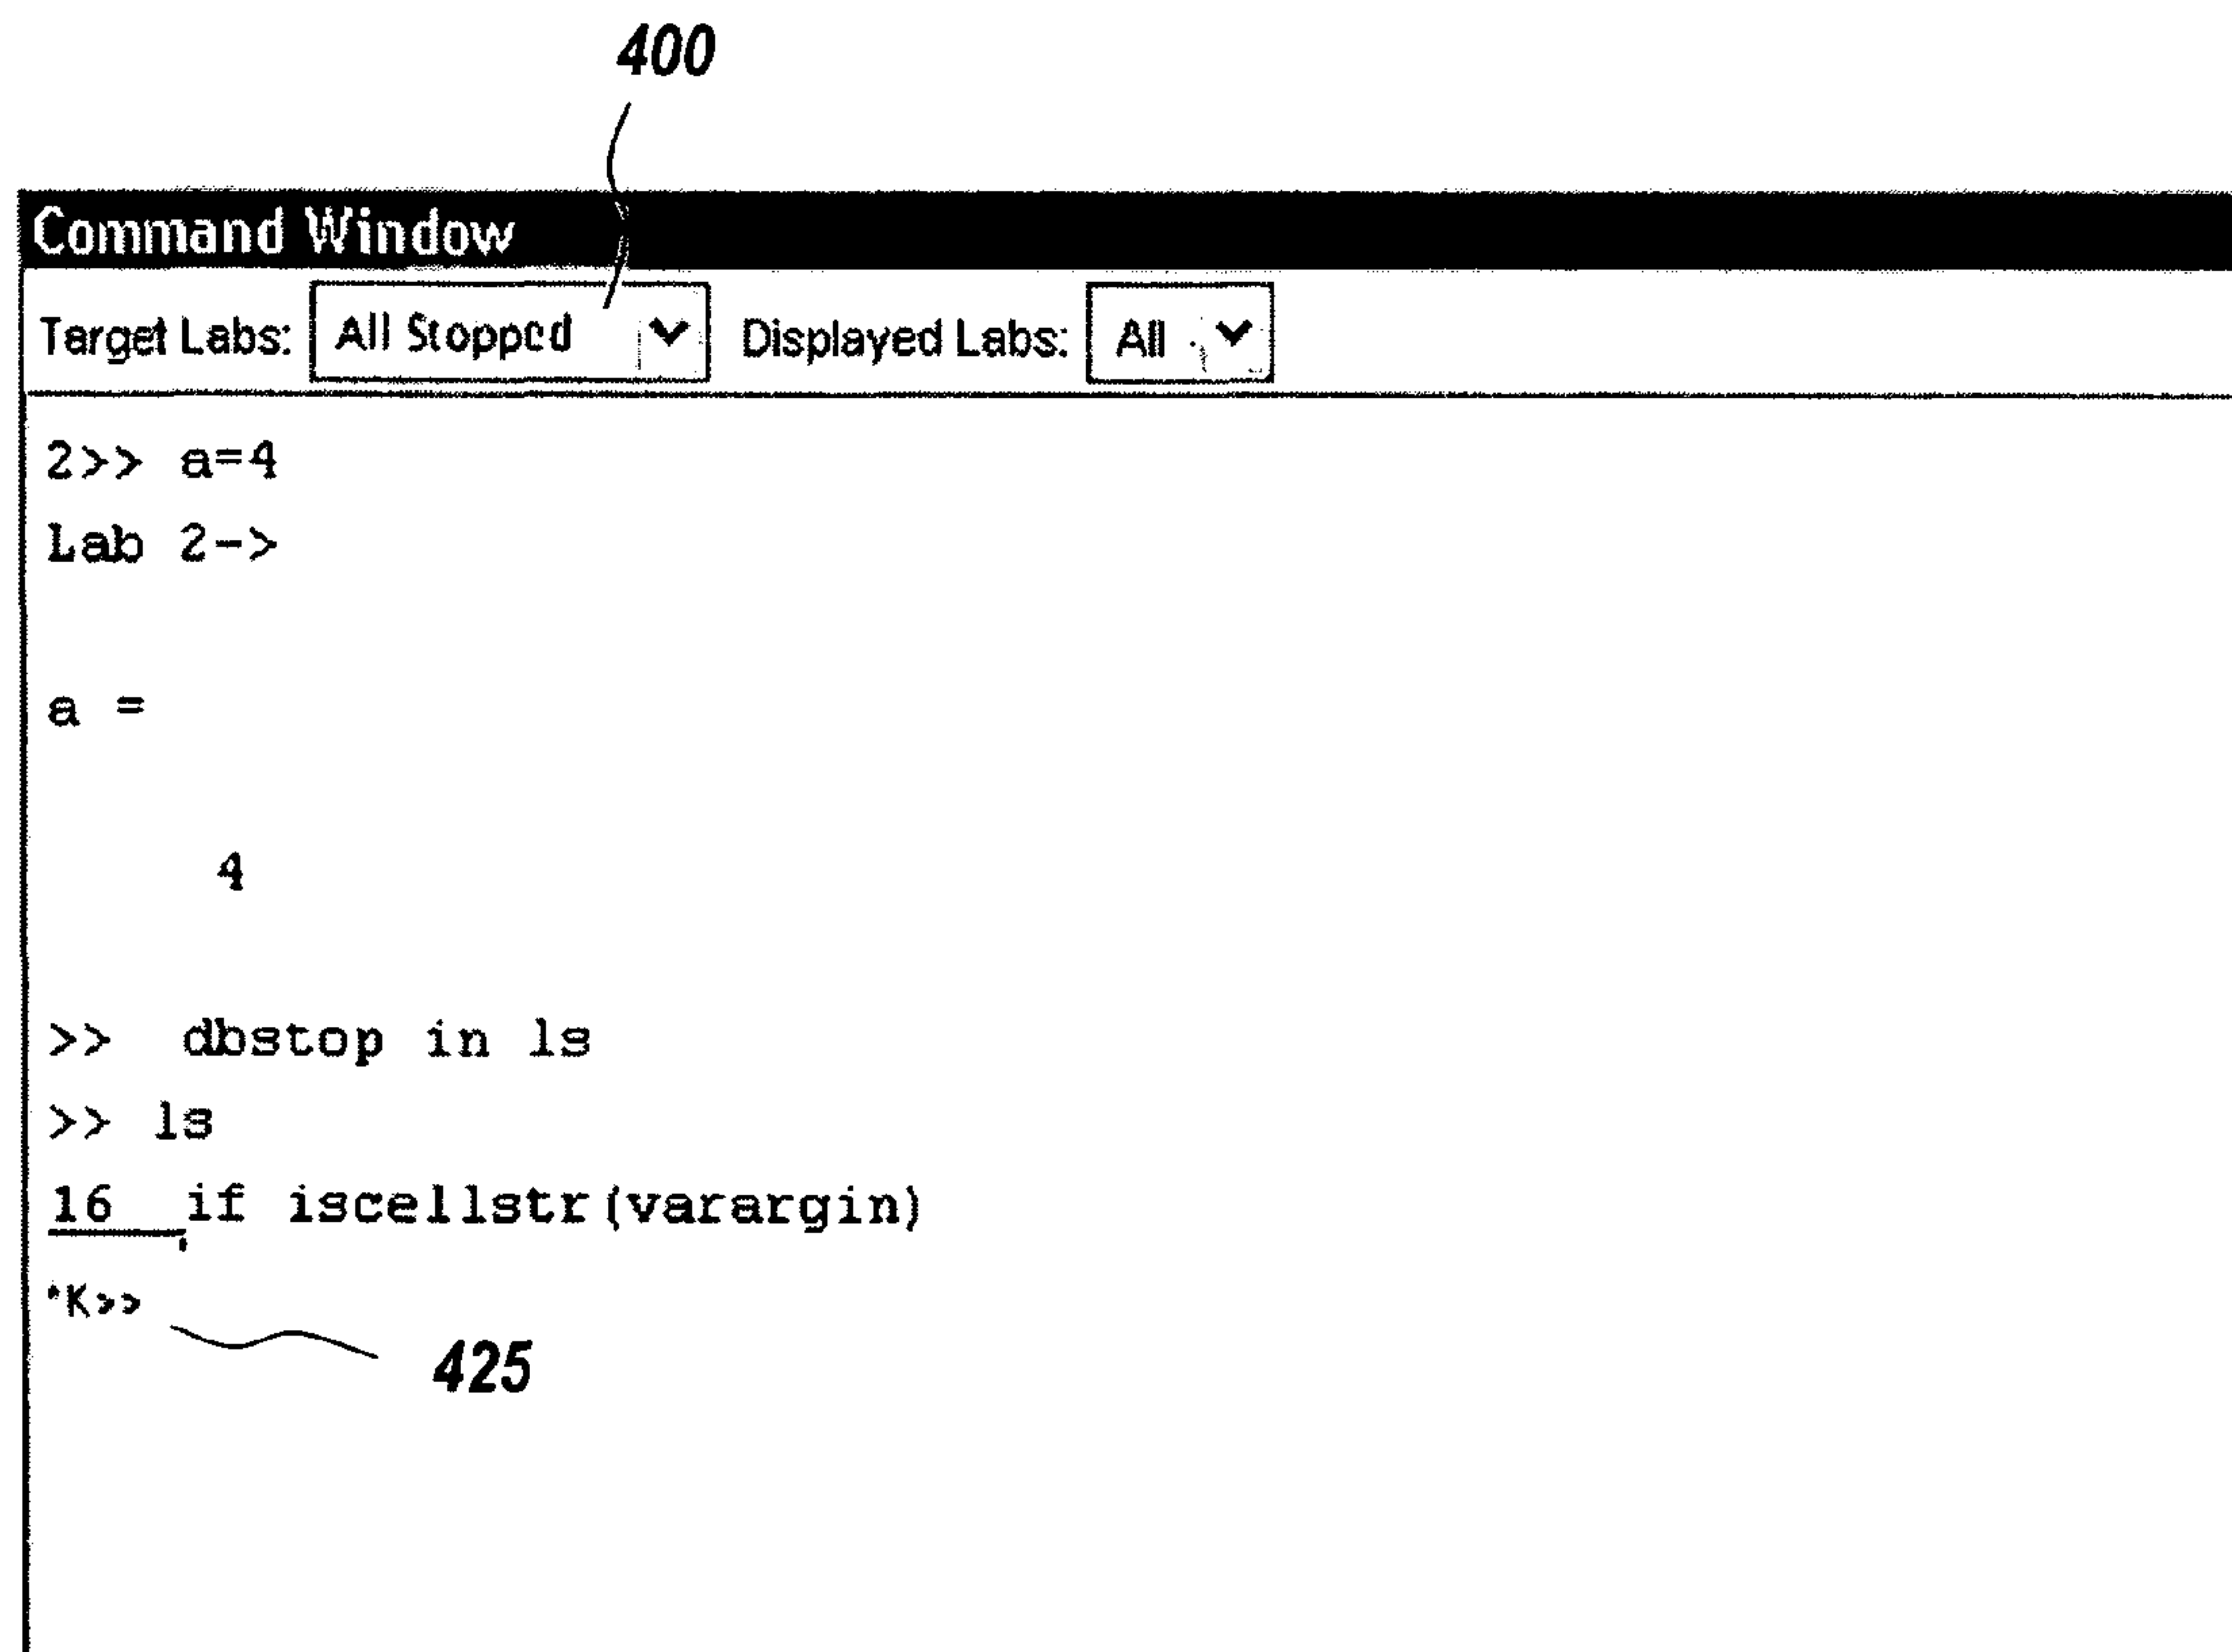 400
Command Window
Target Labs: All Stopped Displayed Labs: All
2>> a=4
Lab 2->
a =
4
>> dbstop in ls
>> ls
16 if iscellstr(varargin)
*K>>
425